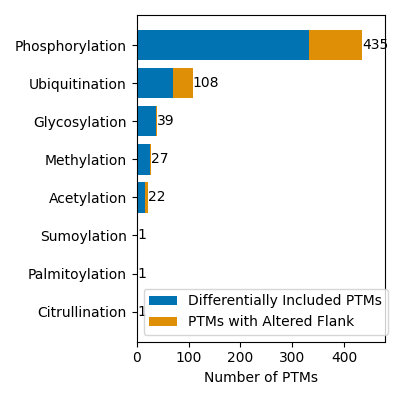 Phosphorylation 435
Ubiquitination 108
Glycosylation 39
Methylation 27
Acetylation 22
Sumoylation 1
Palmitoylation 1
Citrullination 1
Differentially Included PTMs
PTMs with Altered Flank
0 100 200 300 400
Number of PTMs